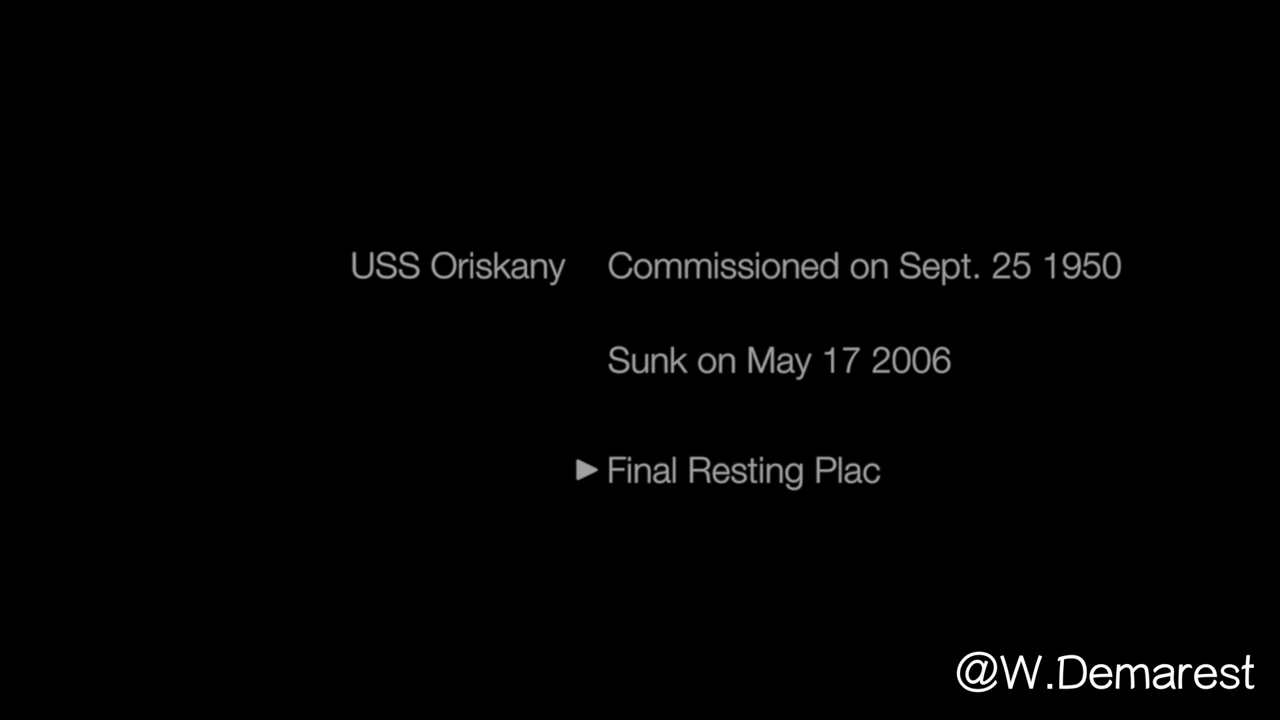 USS Oriskany Commissioned on Sept. 25 1950
Sunk on May 17 2006
▶ Final Resting Plac
@W.Demarest